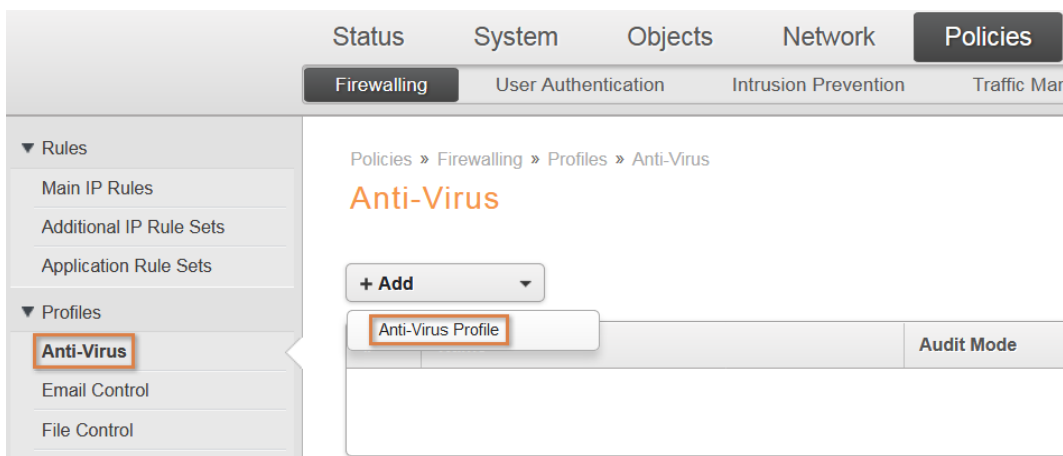 Status System Objects Network Policies
Firewalling User Authentication Intrusion Prevention Traffic Mar
▼ Rules
Main IP Rules
Additional IP Rule Sets
Application Rule Sets
▼ Profiles
Anti-Virus
Email Control
File Control
Policies » Firewalling » Profiles » Anti-Virus
Anti-Virus
+ Add
Anti-Virus Profile
Audit Mode